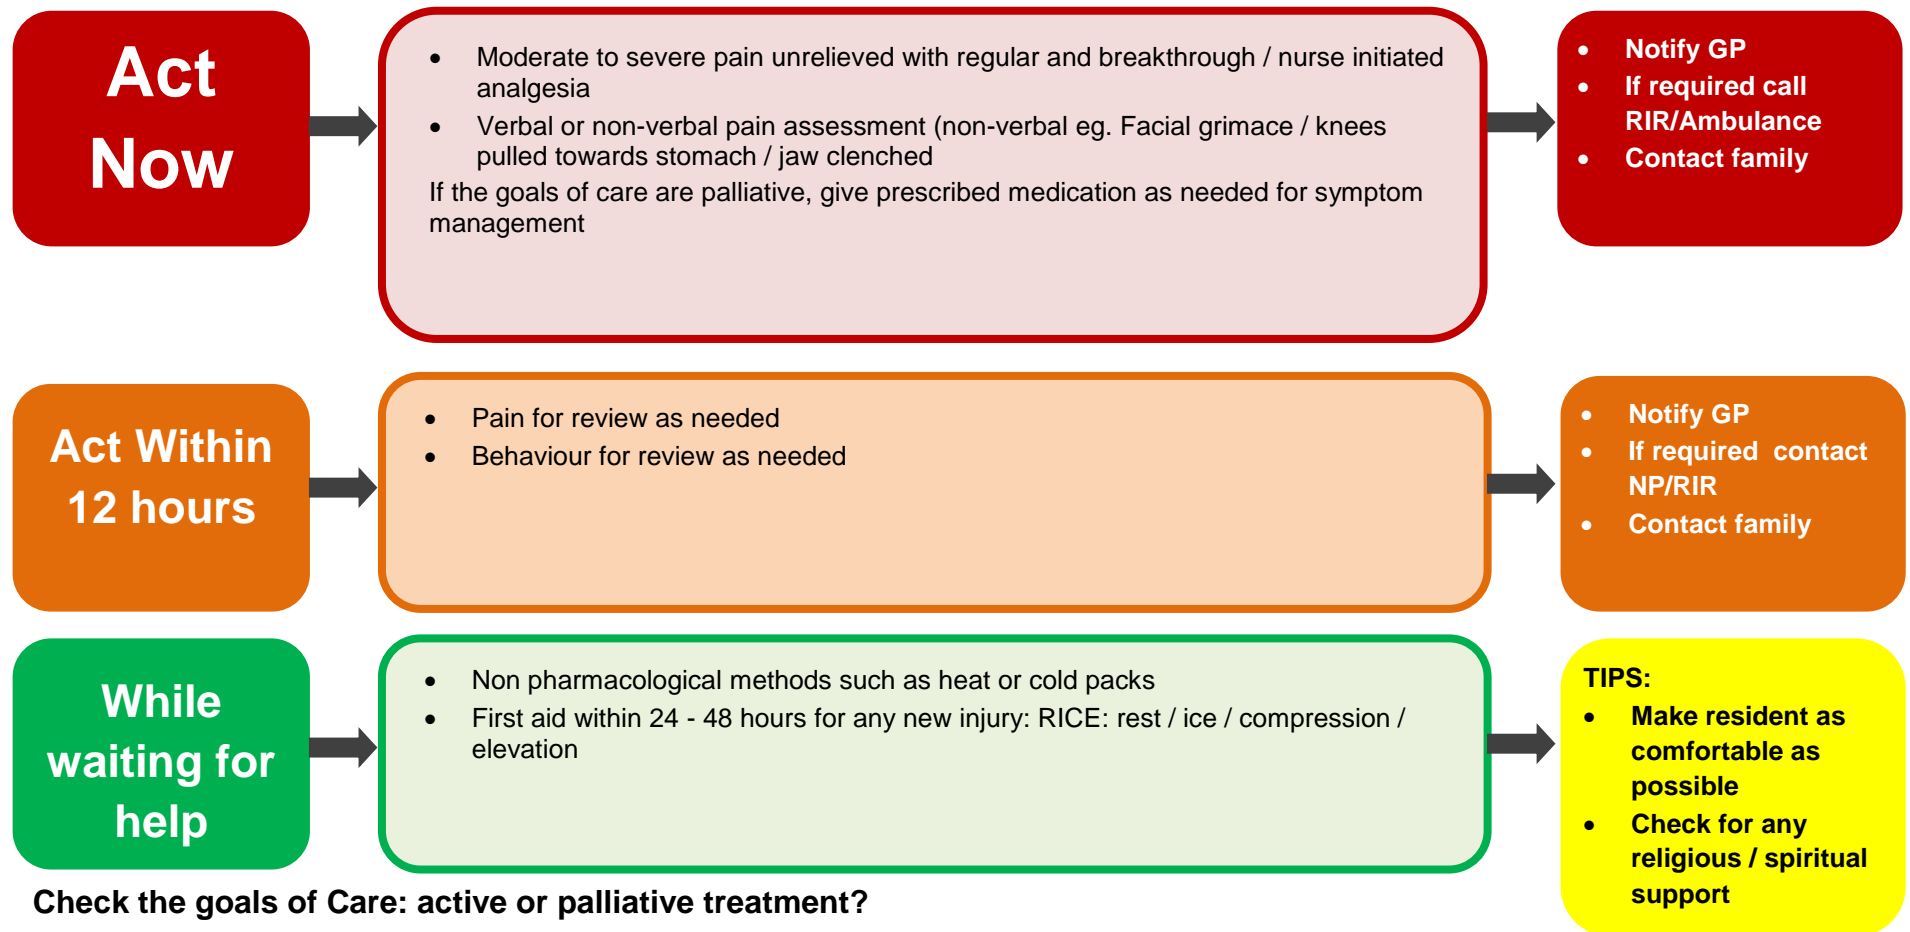 Act
Now
• Moderate to severe pain unrelieved with regular and breakthrough / nurse initiated
analgesia
• Verbal or non-verbal pain assessment (non-verbal eg. Facial grimace / knees
pulled towards stomach / jaw clenched
If the goals of care are palliative, give prescribed medication as needed for symptom
management
• Notify GP
• If required call
RIR/Ambulance
• Contact family
Act Within
12 hours
• Pain for review as needed
• Behaviour for review as needed
• Notify GP
• If required  contact
NP/RIR
• Contact family
While
waiting for
help
• Non pharmacological methods such as heat or cold packs
• First aid within 24 - 48 hours for any new injury: RICE: rest / ice / compression /
elevation
TIPS:
• Make resident as
comfortable as
possible
• Check for any
religious / spiritual
support
Check the goals of Care: active or palliative treatment?